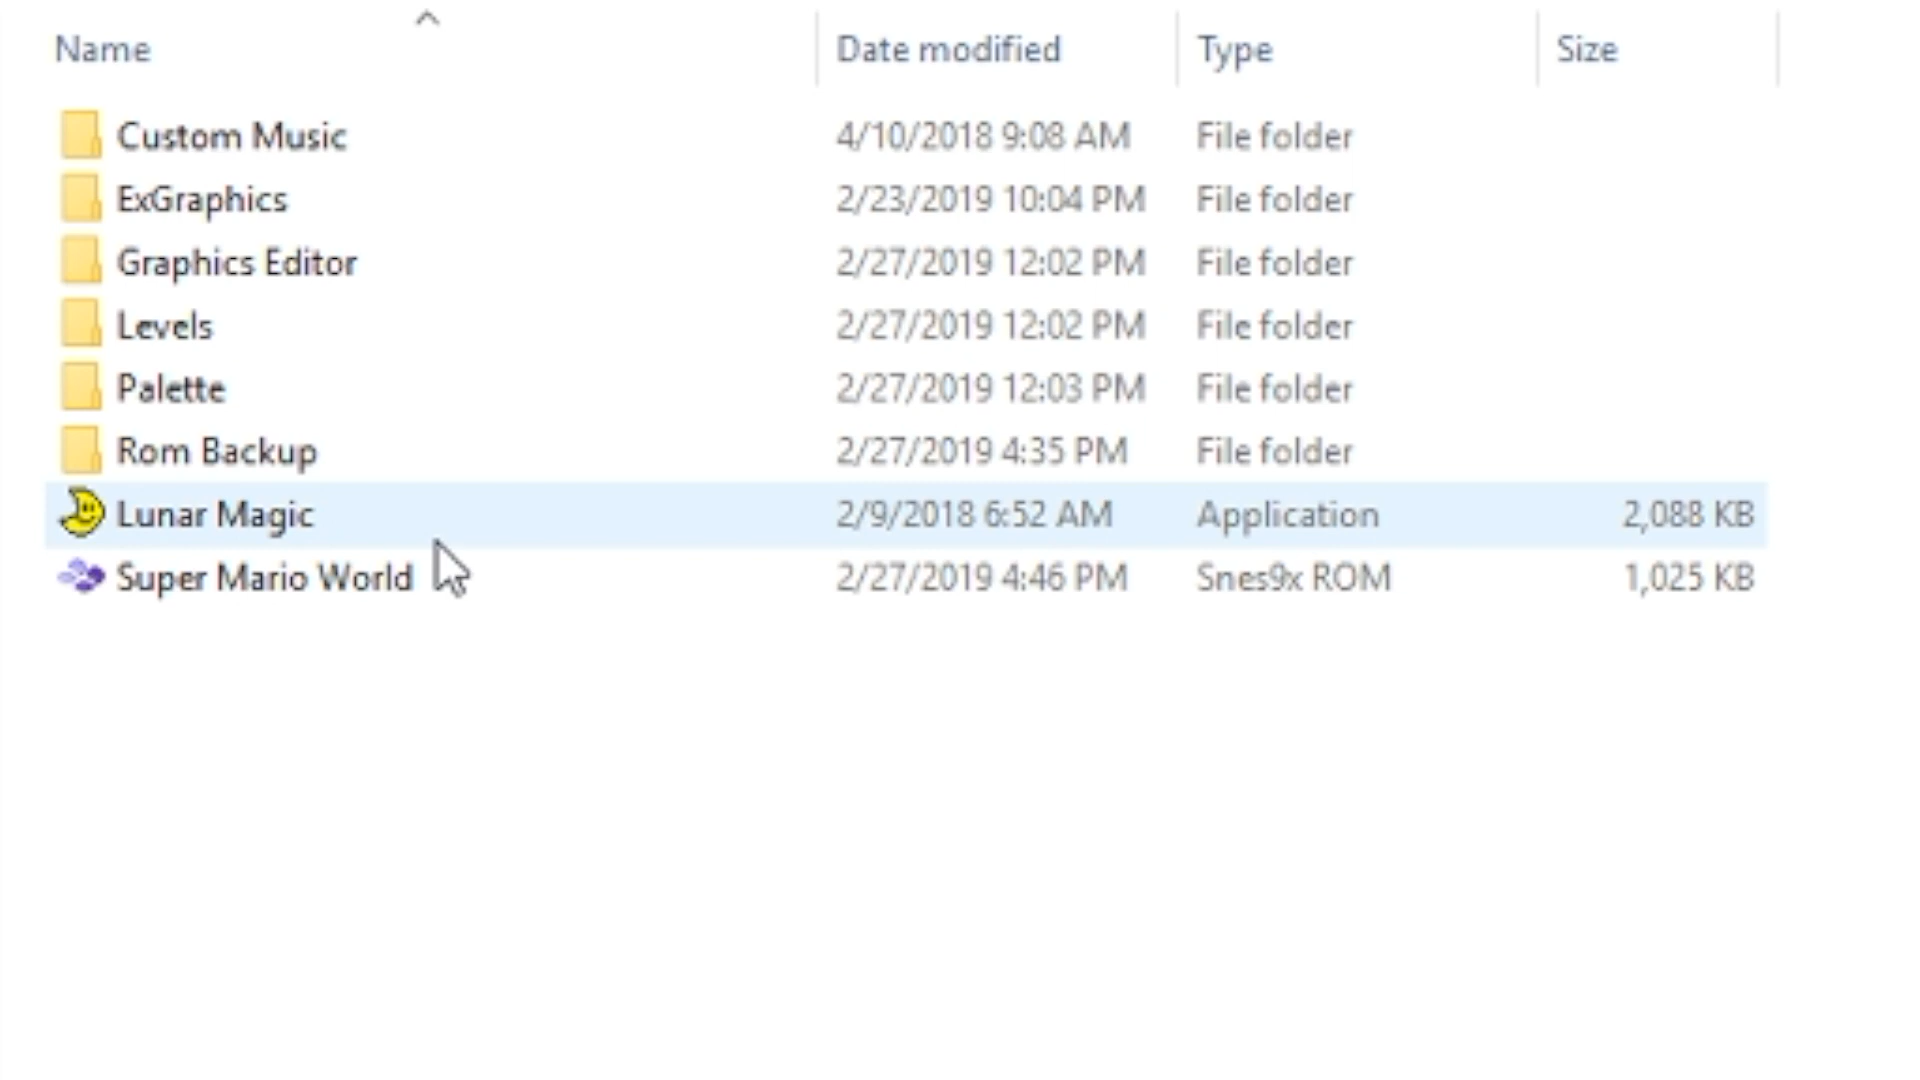 Name Date modified Type Size
Custom Music 4/10/2018 9:08 AM File folder
ExGraphics 2/23/2019 10:04 PM File folder
Graphics Editor 2/27/2019 12:02 PM File folder
Levels 2/27/2019 12:02 PM File folder
Palette 2/27/2019 12:03 PM File folder
Rom Backup 2/27/2019 4:35 PM File folder
Lunar Magic 2/9/2018 6:52 AM Application 2,088 KB
Super Mario World 2/27/2019 4:46 PM Snes9x ROM 1,025 KB